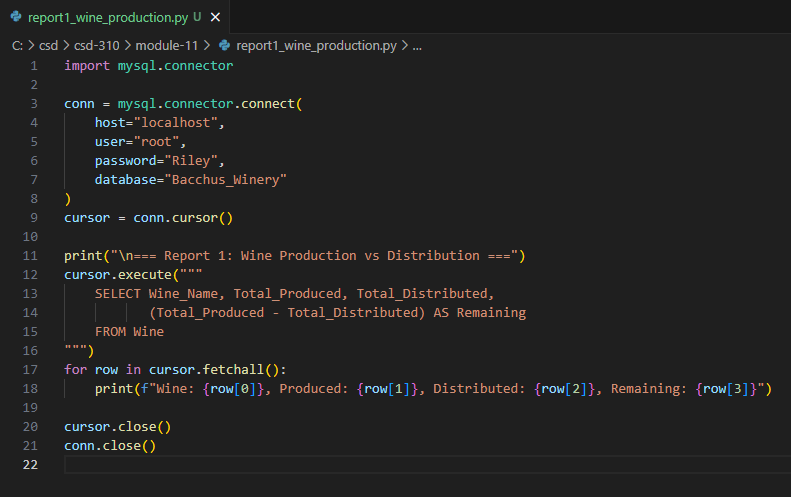 report1_wine_production.py U ×
C: > csd > csd-310 > module-11 > report1_wine_production.py > ...
1 import mysql.connector
2
3 conn = mysql.connector.connect(
4     host="localhost",
5     user="root",
6     password="Riley",
7     database="Bacchus_Winery"
8 )
9 cursor = conn.cursor()
10
11 print("\n=== Report 1: Wine Production vs Distribution ===")
12 cursor.execute("""
13     SELECT Wine_Name, Total_Produced, Total_Distributed,
14            (Total_Produced - Total_Distributed) AS Remaining
15     FROM Wine
16 """)
17 for row in cursor.fetchall():
18     print(f"Wine: {row[0]}, Produced: {row[1]}, Distributed: {row[2]}, Remaining: {row[3]}")
19
20 cursor.close()
21 conn.close()
22